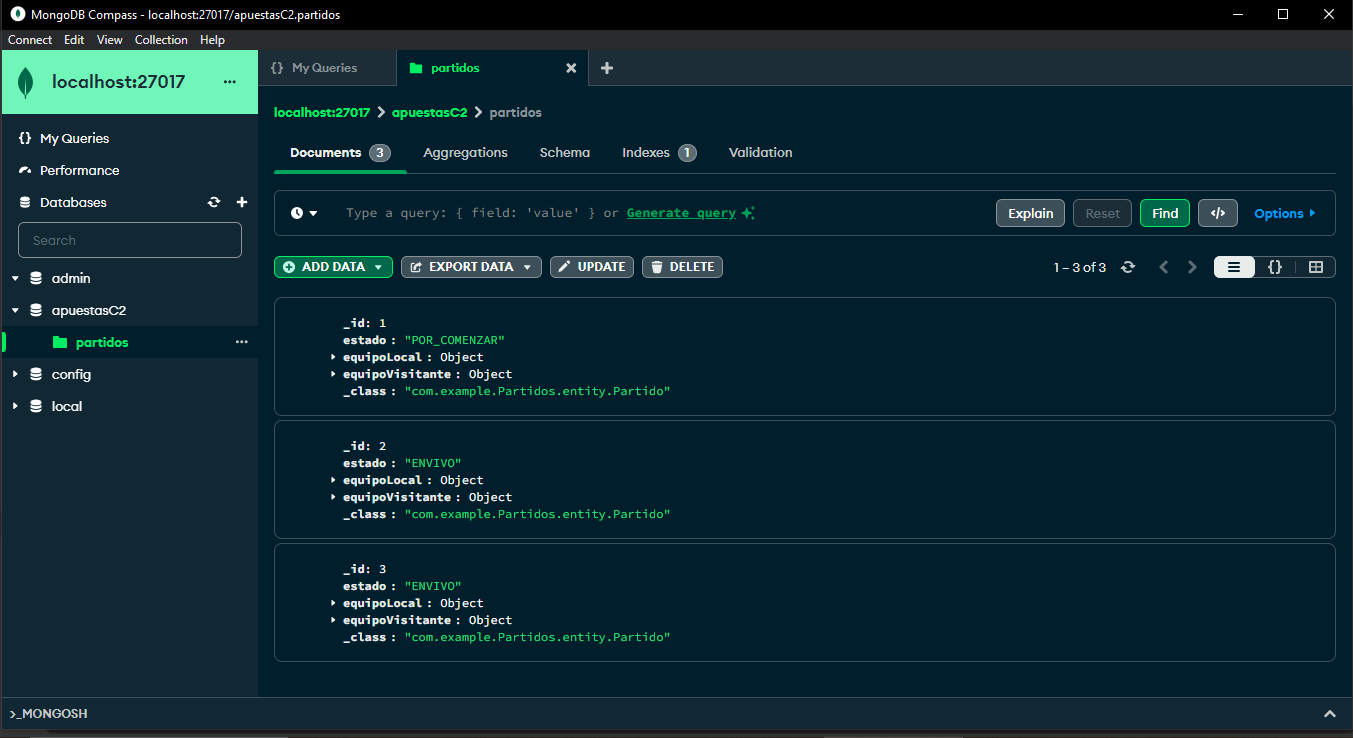 MongoDB Compass - localhost:27017/apuestasC2.partidos
Connect Edit View Collection Help
localhost:27017 ...
{} My Queries
partidos
localhost:27017 > apuestasC2 > partidos
My Queries
Performance
Databases
Search
admin
apuestasC2
partidos ...
config
local
Documents 3 Aggregations Schema Indexes 1 Validation
Type a query: { field: 'value' } or Generate query
Explain Reset Find </> Options
ADD DATA EXPORT DATA UPDATE DELETE
1 – 3 of 3 {}
_id: 1
estado : "POR_COMENZAR"
equipoLocal : Object
equipoVisitante : Object
_class : "com.example.Partidos.entity.Partido"
_id: 2
estado : "ENVIVO"
equipoLocal : Object
equipoVisitante : Object
_class : "com.example.Partidos.entity.Partido"
_id: 3
estado : "ENVIVO"
equipoLocal : Object
equipoVisitante : Object
_class : "com.example.Partidos.entity.Partido"
>_MONGOSH